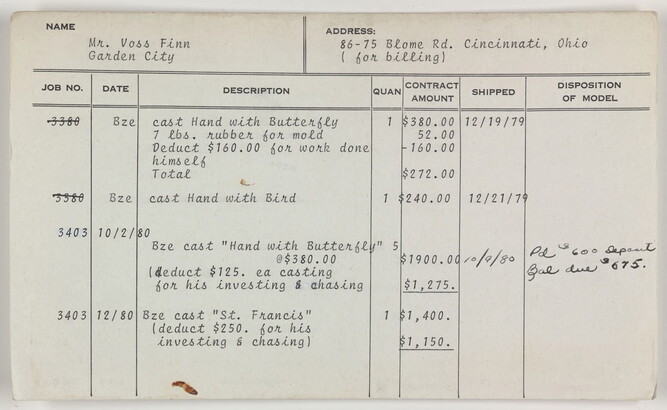 NAME
Mr. Voss Finn
Garden City
ADDRESS:
86-75 Blome Rd. Cincinnati, Ohio
( for billing)
JOB NO. DATE DESCRIPTION QUAN CONTRACT AMOUNT SHIPPED DISPOSITION OF MODEL
3380 Bze cast Hand with Butterfly 1 $380.00 12/19/79
7 lbs. rubber for mold 52.00
Deduct $160.00 for work done -160.00
himself
Total $272.00
3380 Bze cast Hand with Bird 1 $240.00 12/21/79
3403 10/2/80
Bze cast "Hand with Butterfly" 5
@$380.00 $1900.00 10/9/80 Pd $600 Deposit
(deduct $125. ea casting Bal due $675.
for his investing & chasing $1,275.
3403 12/80 Bze cast "St. Francis" 1 $1,400.
(deduct $250. for his
investing & chasing) $1,150.